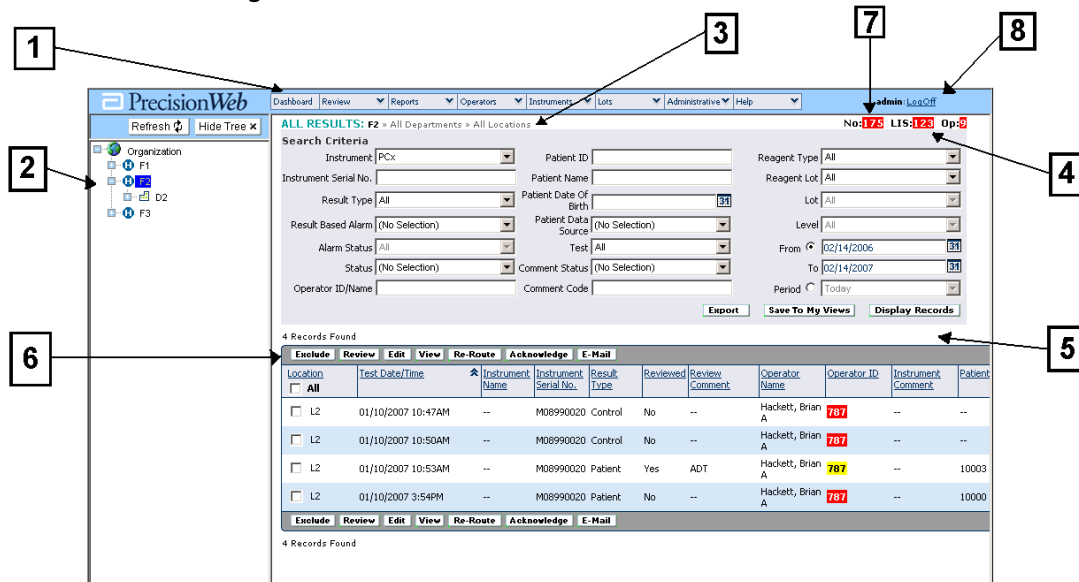 7
1
3
8
PrecisionWeb
Dashboard Review Reports Operators Instruments Lots Administrative Help admin: LogOff
Refresh Hide Tree x
ALL RESULTS: F2 » All Departments » All Locations No:175 LIS:123 Op:9
Search Criteria
2
4
Organization
F1
F2
D2
F3
Instrument PCx Patient ID Reagent Type All
Instrument Serial No. Patient Name Reagent Lot All
Result Type All Patient Date Of Birth 31 Lot All
Result Based Alarm (No Selection) Patient Data Source (No Selection) Level All
Alarm Status All Test All From 02/14/2006 31
Status (No Selection) Comment Status (No Selection) To 02/14/2007 31
Operator ID/Name Comment Code Period Today
Export Save To My Views Display Records
4 Records Found
5
6
Exclude Review Edit View Re-Route Acknowledge E-Mail
Location Test Date/Time Instrument Name Instrument Serial No. Result Type Reviewed Review Comment Operator Name Operator ID Instrument Comment Patient
All
L2 01/10/2007 10:47AM -- M08990020 Control No -- Hackett, Brian A 787 -- --
L2 01/10/2007 10:50AM -- M08990020 Control No -- Hackett, Brian A 787 -- --
L2 01/10/2007 10:53AM -- M08990020 Patient Yes ADT Hackett, Brian A 787 -- 10003
L2 01/10/2007 3:54PM -- M08990020 Patient No -- Hackett, Brian A 787 -- 10000
Exclude Review Edit View Re-Route Acknowledge E-Mail
4 Records Found